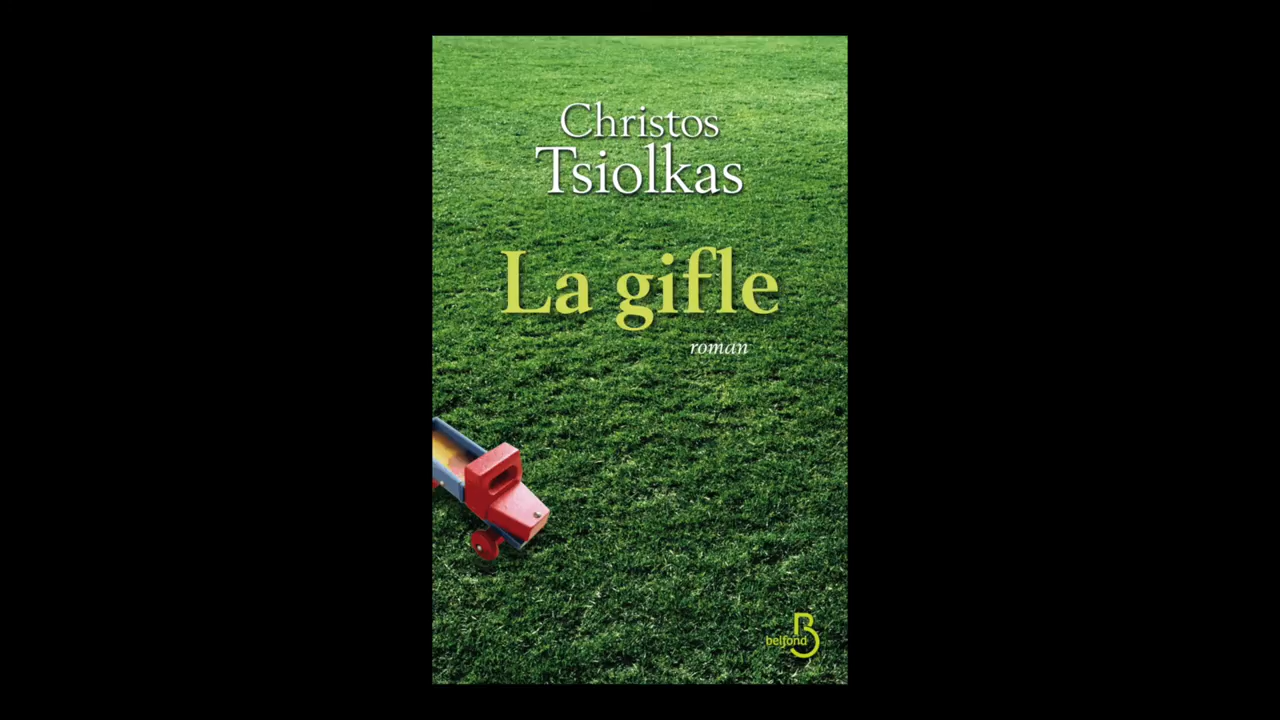 Christos
Tsiolkas
La gifle
roman
belfond